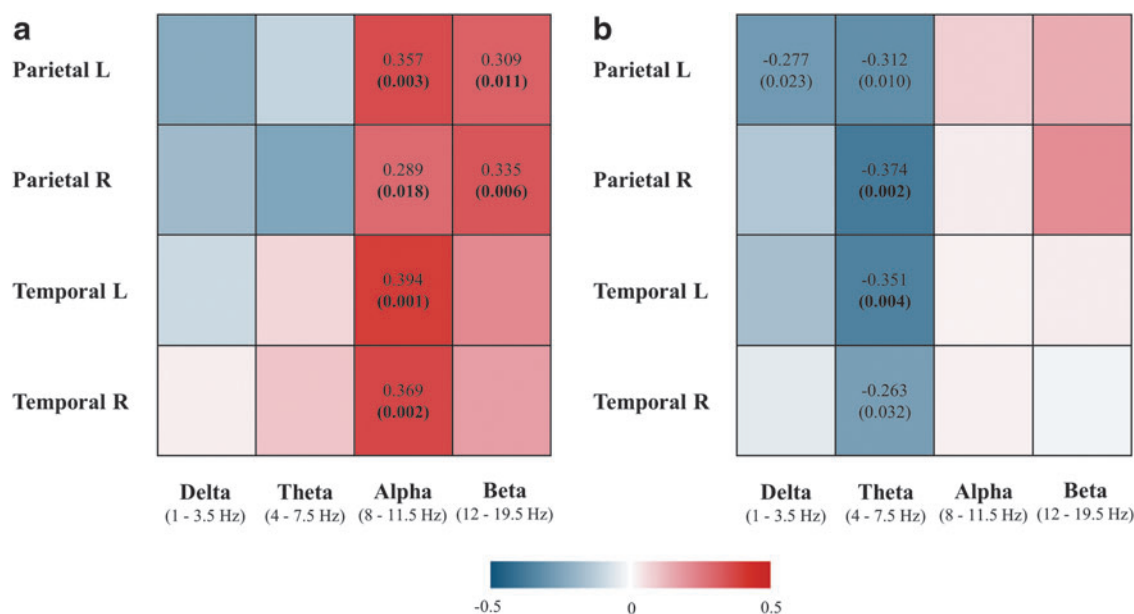 a
Parietal L
0.357
(0.003)
0.309
(0.011)
Parietal R
0.289
(0.018)
0.335
(0.006)
Temporal L
0.394
(0.001)
Temporal R
0.369
(0.002)
Delta
(1 - 3.5 Hz)
Theta
(4 - 7.5 Hz)
Alpha
(8 - 11.5 Hz)
Beta
(12 - 19.5 Hz)
b
Parietal L
-0.277
(0.023)
-0.312
(0.010)
Parietal R
-0.374
(0.002)
Temporal L
-0.351
(0.004)
Temporal R
-0.263
(0.032)
Delta
(1 - 3.5 Hz)
Theta
(4 - 7.5 Hz)
Alpha
(8 - 11.5 Hz)
Beta
(12 - 19.5 Hz)
-0.5
0
0.5